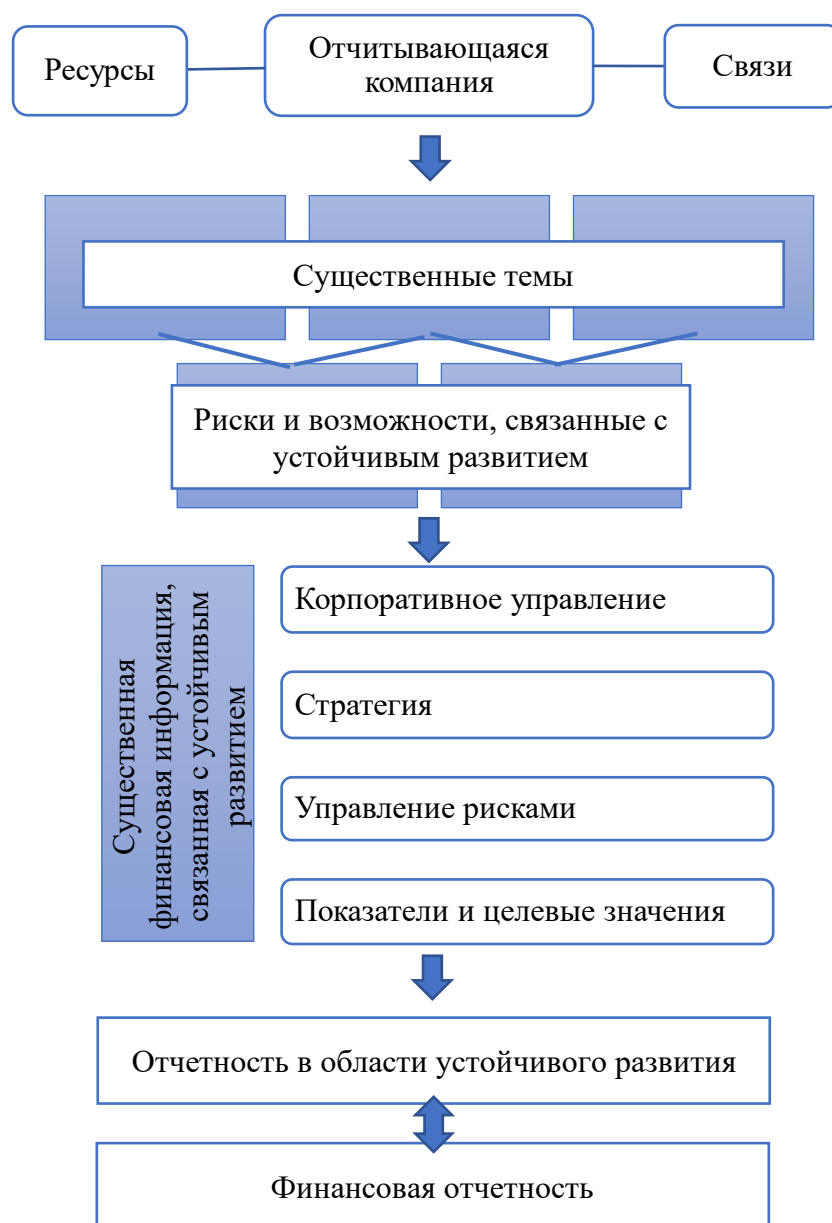 Ресурсы
Отчитывающаяся
компания
Связи
Существенные темы
Риски и возможности, связанные с
устойчивым развитием
Существенная
финансовая информация,
связанная с устойчивым
развитием
Корпоративное управление
Стратегия
Управление рисками
Показатели и целевые значения
Отчетность в области устойчивого развития
Финансовая отчетность